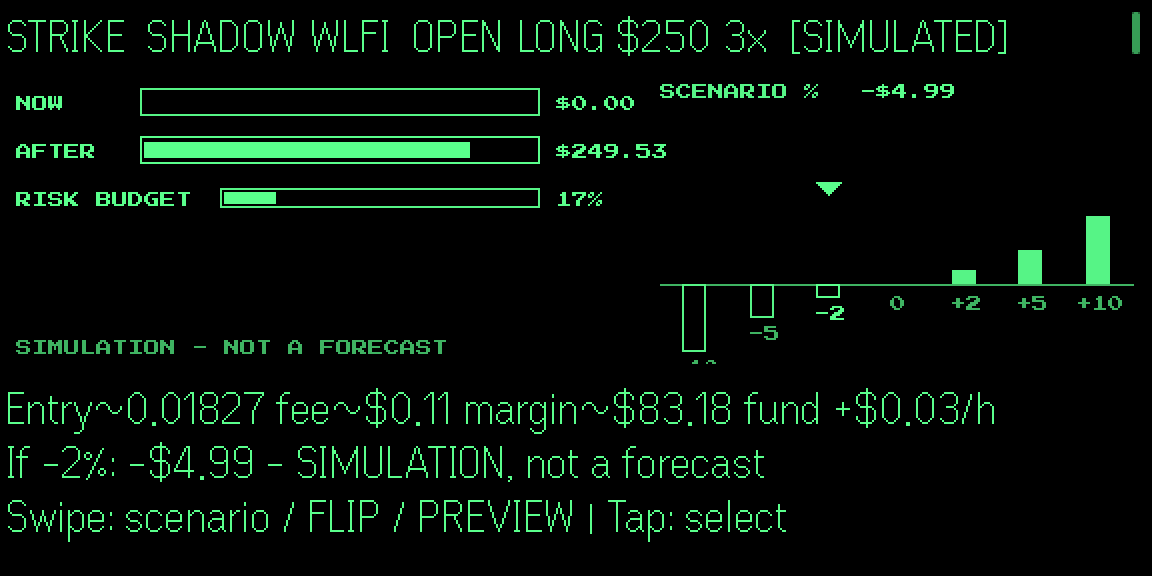 STRIKE SHADOW WLFI OPEN LONG $250 3x [SIMULATED]
NOW $0.00
AFTER $249.53
RISK BUDGET 17%
SCENARIO % -$4.99
-5 -2 0 +2 +5 +10
SIMULATION - NOT A FORECAST
Entry~0.01827 fee~$0.11 margin~$83.18 fund +$0.03/h
If -2%: -$4.99 - SIMULATION, not a forecast
Swipe: scenario / FLIP / PREVIEW | Tap: select